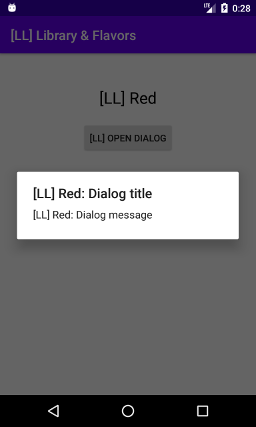 LTE 0:28
[LL] Library & Flavors
[LL] Red
[LL] OPEN DIALOG
[LL] Red: Dialog title
[LL] Red: Dialog message